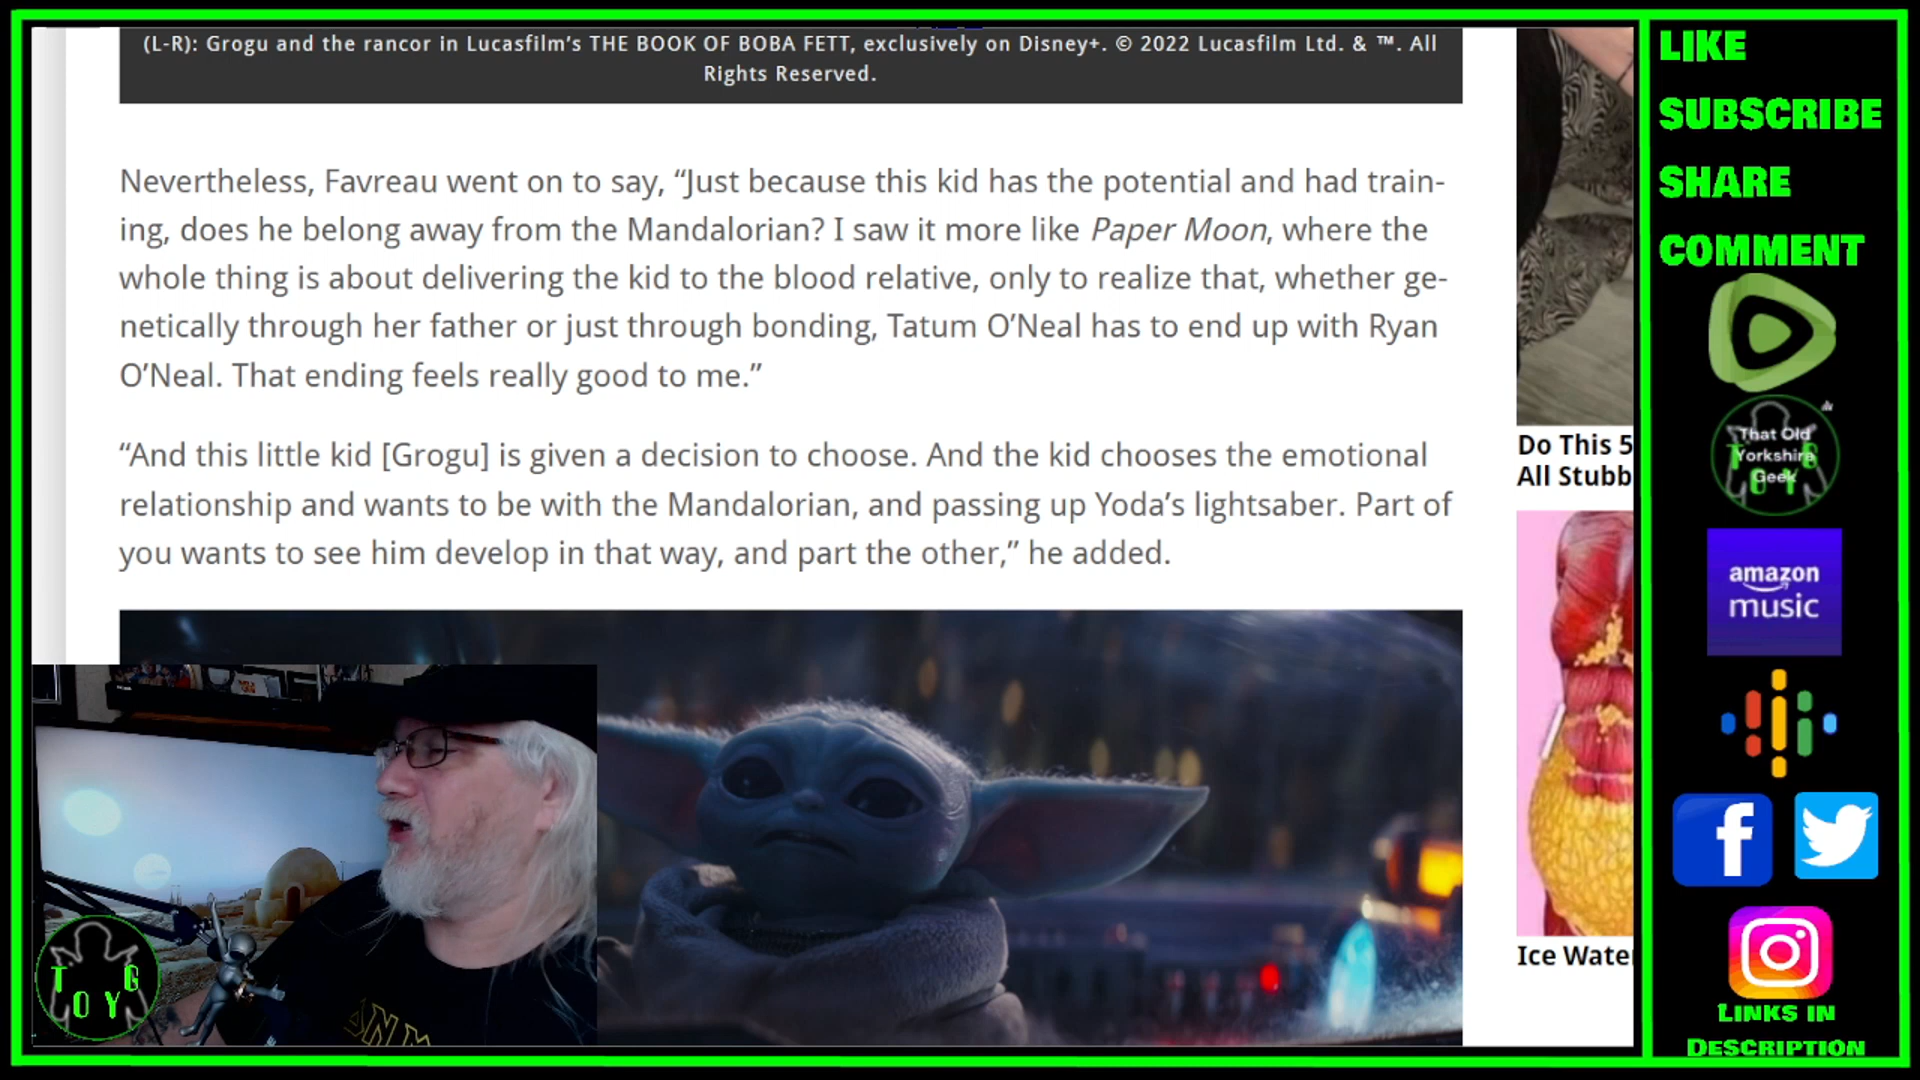 (L-R): Grogu and the rancor in Lucasfilm's THE BOOK OF BOBA FETT, exclusively on Disney+. © 2022 Lucasfilm Ltd. & ™. All
Rights Reserved.
Nevertheless, Favreau went on to say, “Just because this kid has the potential and had train-
ing, does he belong away from the Mandalorian? I saw it more like Paper Moon, where the
whole thing is about delivering the kid to the blood relative, only to realize that, whether ge-
netically through her father or just through bonding, Tatum O’Neal has to end up with Ryan
O’Neal. That ending feels really good to me.”
“And this little kid [Grogu] is given a decision to choose. And the kid chooses the emotional
relationship and wants to be with the Mandalorian, and passing up Yoda’s lightsaber. Part of
you wants to see him develop in that way, and part the other,” he added.
Do This 5
All Stubb
Ice Water
LIKE
SUBSCRIBE
SHARE
COMMENT
That Old
Yorkshire
Geek
amazon
music
LINKS IN
DESCRIPTION
T G
O Y